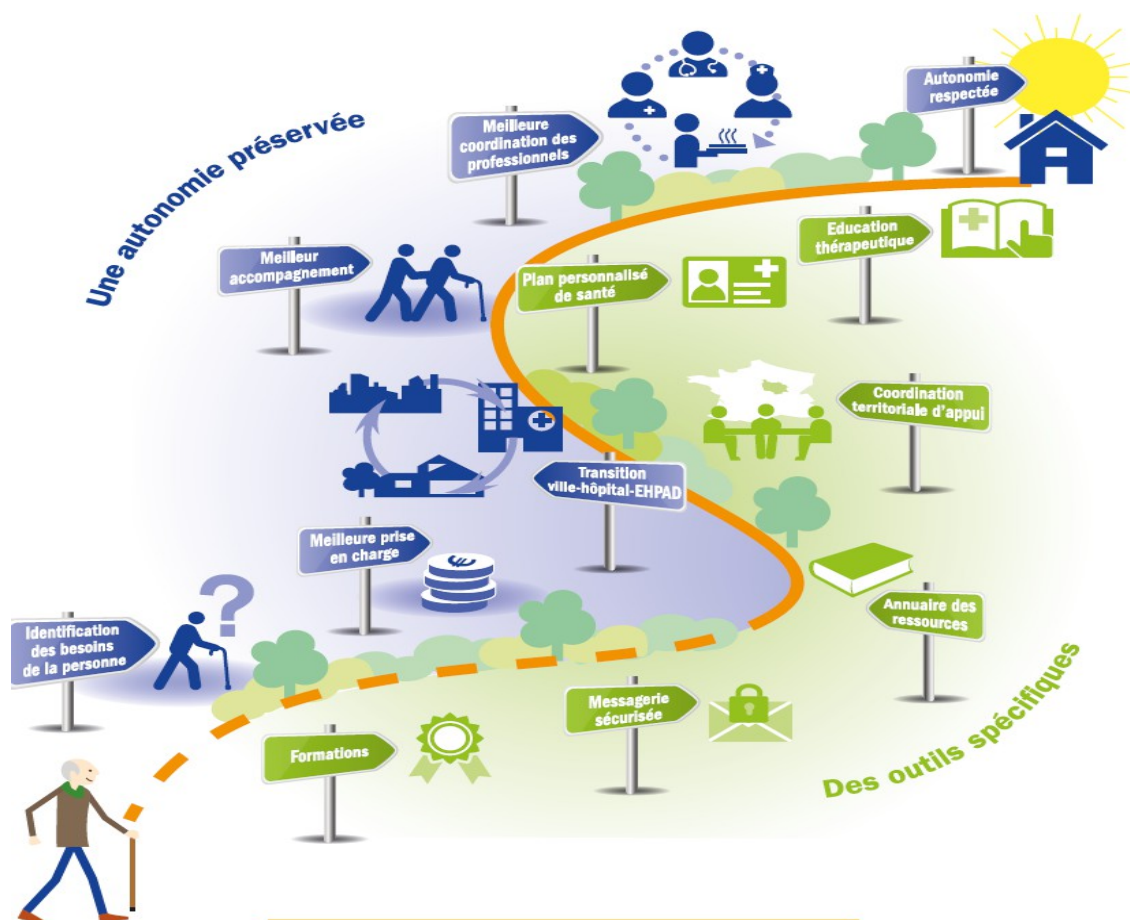 Autonomie
respectée
Meilleure
coordination des
professionnels
Une autonomie préservée
Education
thérapeutique
Meilleur
accompagnement
Plan personnalisé
de santé
Coordination
territoriale d'appui
Transition
ville-hôpital-EHPAD
Meilleure prise
en charge
Annuaire des
ressources
Identification
des besoins
de la personne
Messagerie
sécurisée
Formations
Des outils spécifiques